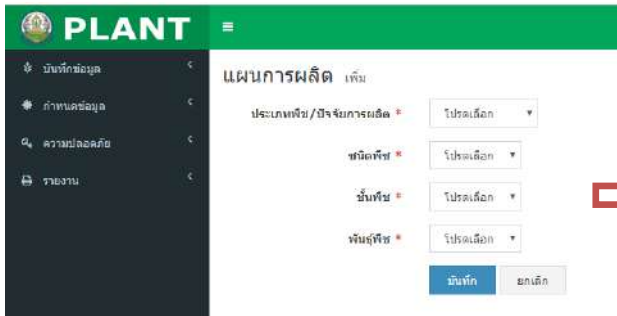 PLANT
บันทึกข้อมูล
กำหนดข้อมูล
ความปลอดภัย
รายงาน
แผนการผลิต เพิ่ม
ประเภทพืช/ปัจจัยการผลิต * โปรดเลือก
ชนิดพืช * โปรดเลือก
ชั้นพืช * โปรดเลือก
พันธุ์พืช * โปรดเลือก
บันทึก ยกเลิก